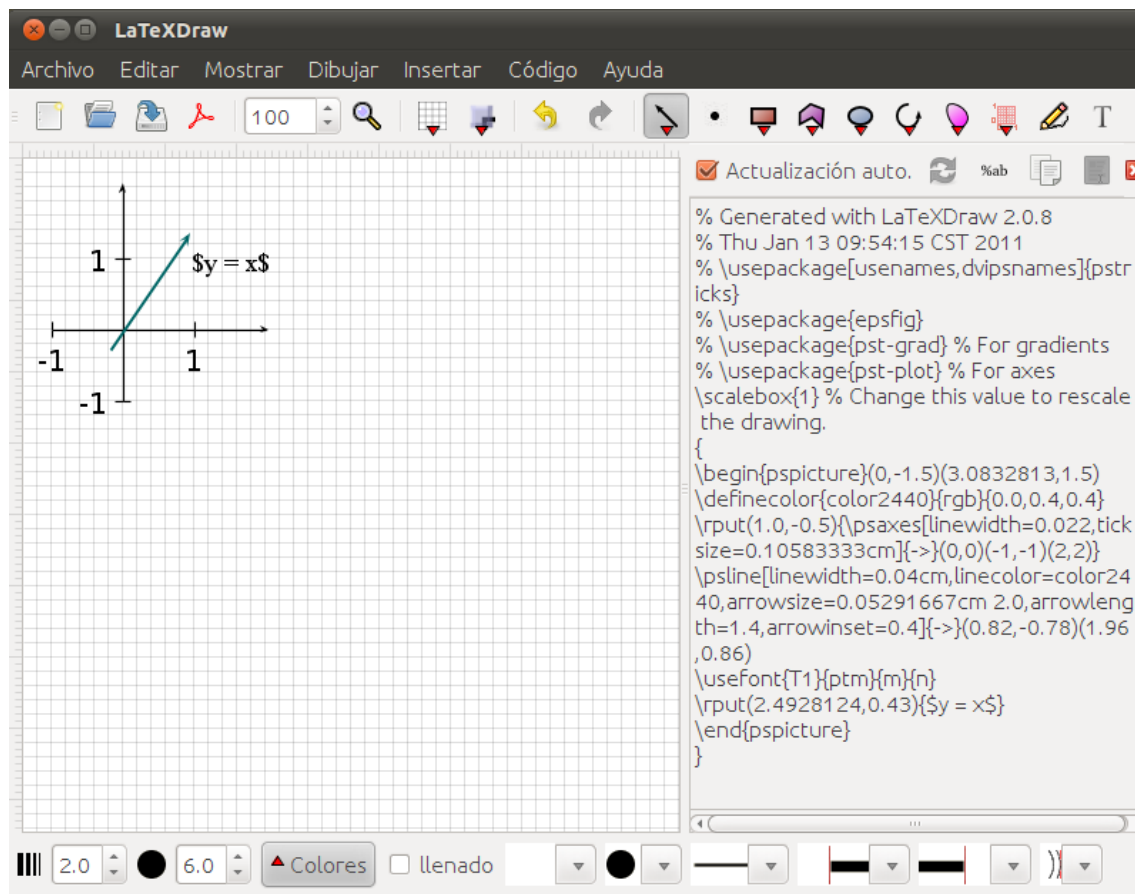 LaTeXDraw
Archivo Editar Mostrar Dibujar Insertar Código Ayuda
100
T
Actualización auto.
%ab
1
$y = x$
-1
1
-1
% Generated with LaTeXDraw 2.0.8
% Thu Jan 13 09:54:15 CST 2011
% \usepackage[usenames,dvipsnames]{pstr
icks}
% \usepackage{epsfig}
% \usepackage{pst-grad} % For gradients
% \usepackage{pst-plot} % For axes
\scalebox{1} % Change this value to rescale
the drawing.
{
\begin{pspicture}(0,-1.5)(3.0832813,1.5)
\definecolor{color2440}{rgb}{0.0,0.4,0.4}
\rput(1.0,-0.5){\psaxes[linewidth=0.022,tick
size=0.10583333cm]{->}(0,0)(-1,-1)(2,2)}
\psline[linewidth=0.04cm,linecolor=color24
40,arrowsize=0.05291667cm 2.0,arrowleng
th=1.4,arrowinset=0.4]{->}(0.82,-0.78)(1.96
,0.86)
\usefont{T1}{ptm}{m}{n}
\rput(2.4928124,0.43){$y = x$}
\end{pspicture}
}
2.0
6.0
Colores
llenado